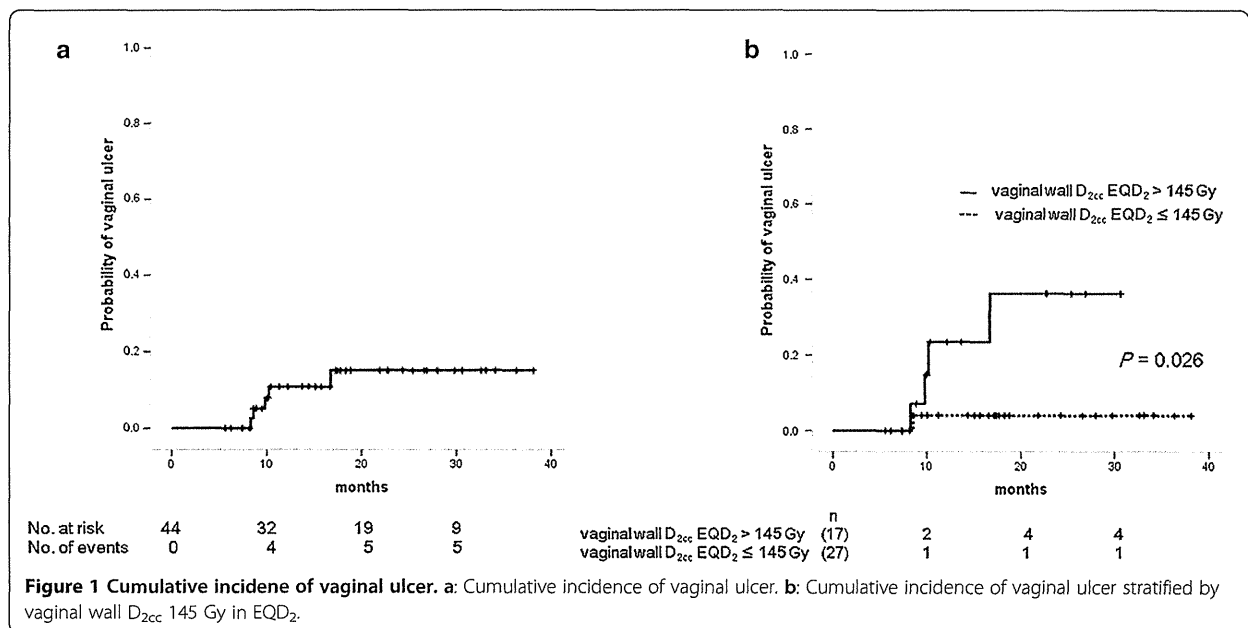 a
1.0
0.8
0.6
0.4
0.2
0.0
Probability of vaginal ulcer
0 10 20 30 40
months
No. at risk 44 32 19 9
No. of events 0 4 5 5
b
1.0
0.8
0.6
0.4
0.2
0.0
Probability of vaginal ulcer
vaginal wall D2cc EQD2 > 145 Gy
vaginal wall D2cc EQD2 ≤ 145 Gy
P = 0.026
0 10 20 30 40
months
n
vaginal wall D2cc EQD2 > 145 Gy (17) 2 4 4
vaginal wall D2cc EQD2 ≤ 145 Gy (27) 1 1 1
Figure 1 Cumulative incidene of vaginal ulcer. a: Cumulative incidence of vaginal ulcer. b: Cumulative incidence of vaginal ulcer stratified by
vaginal wall D2cc 145 Gy in EQD2.